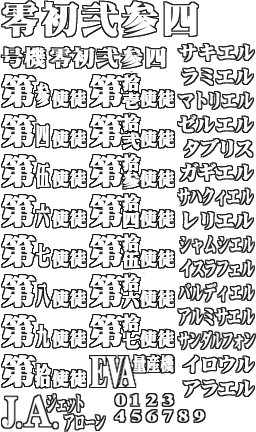 零初弐参四
号機零初弐参四
第参使徒 第拾壱使徒
第四使徒 第拾弐使徒
第伍使徒 第拾参使徒
第六使徒 第拾四使徒
第七使徒 第拾伍使徒
第八使徒 第拾六使徒
第九使徒 第拾七使徒
第拾使徒 EVA量産機
J.A.ジェットアローン
0123
456789
サキエル
ラミエル
マトリエル
ゼルエル
タブリス
ガギエル
サハクィエル
レリエル
シャムシエル
イスラフェル
バルディエル
アルミサエル
サンダルフォン
イロウル
アラエル